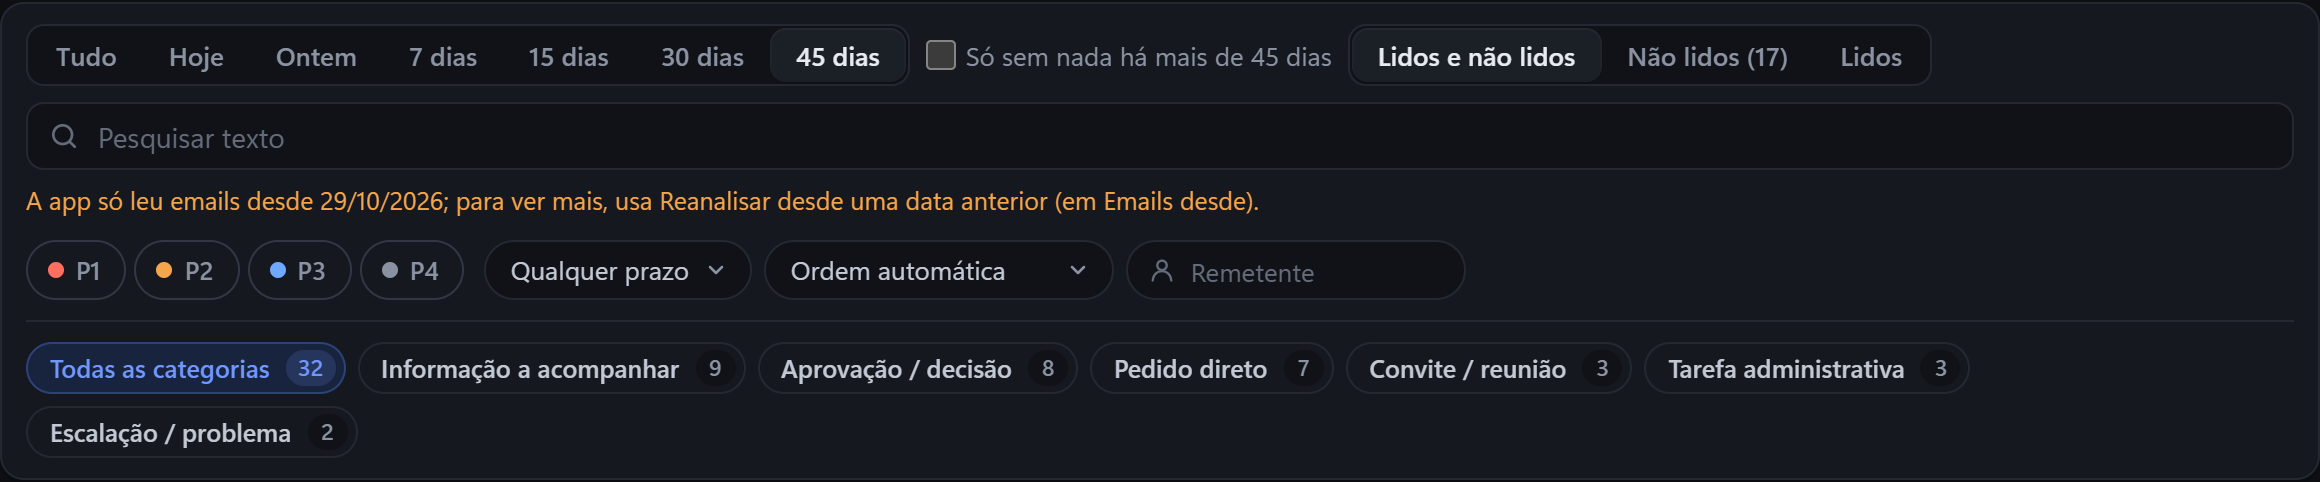 Tudo Hoje Ontem 7 dias 15 dias 30 dias 45 dias Só sem nada há mais de 45 dias Lidos e não lidos Não lidos (17) Lidos
Pesquisar texto
A app só leu emails desde 29/10/2026; para ver mais, usa Reanalisar desde uma data anterior (em Emails desde).
P1 P2 P3 P4 Qualquer prazo Ordem automática Remetente
Todas as categorias 32 Informação a acompanhar 9 Aprovação / decisão 8 Pedido direto 7 Convite / reunião 3 Tarefa administrativa 3
Escalação / problema 2